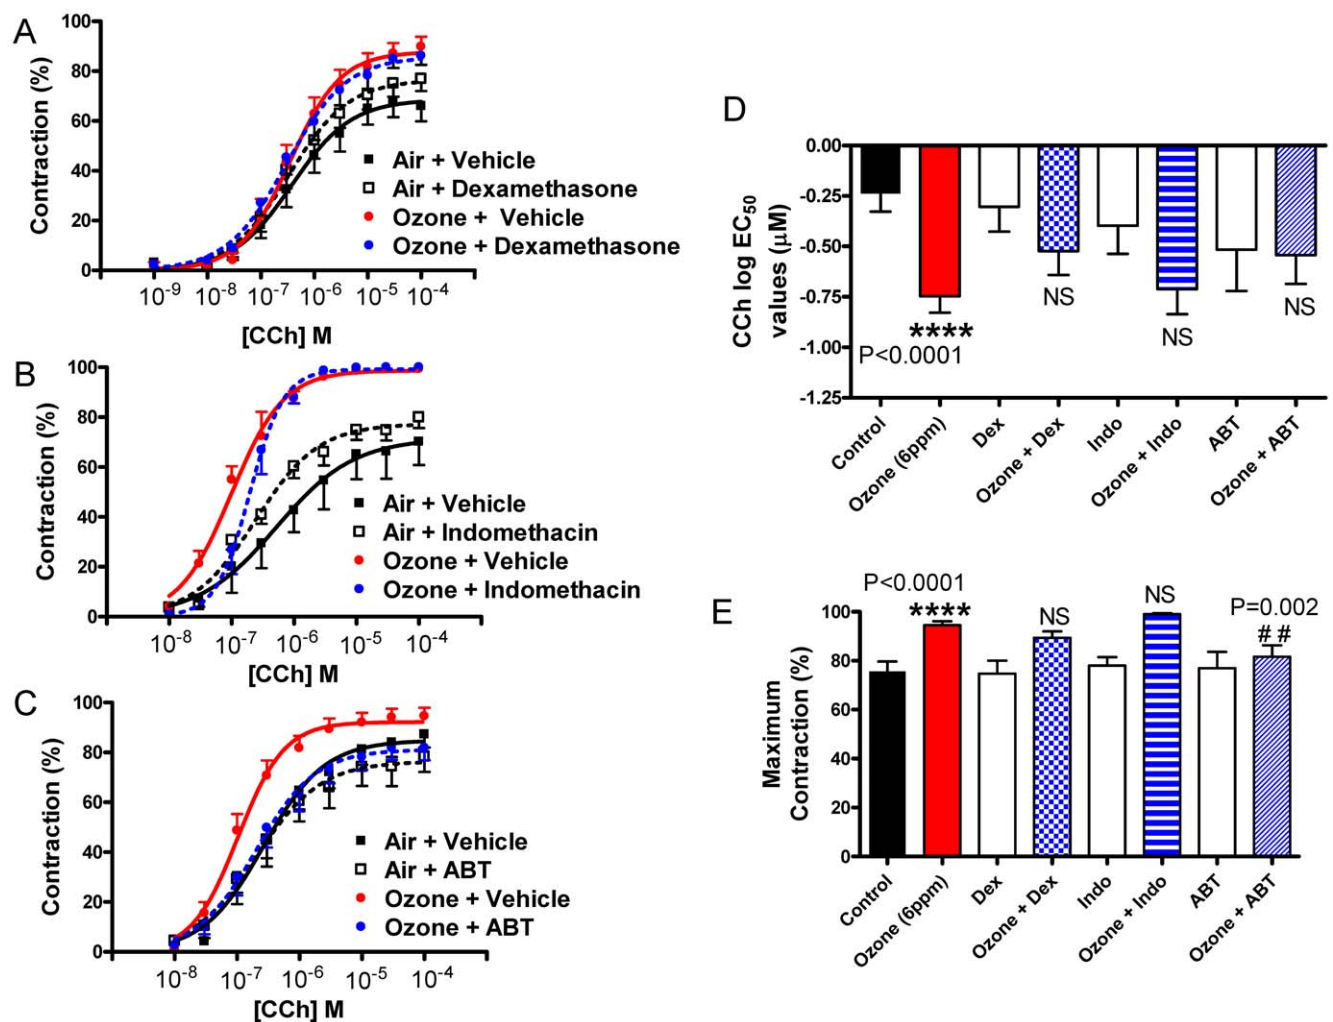 A
Contraction (%)
100
80
60
40
20
0
10-9 10-8 10-7 10-6 10-5 10-4
[CCh] M
Air + Vehicle
Air + Dexamethasone
Ozone + Vehicle
Ozone + Dexamethasone
B
Contraction (%)
100
80
60
40
20
0
10-8 10-7 10-6 10-5 10-4
[CCh] M
Air + Vehicle
Air + Indomethacin
Ozone + Vehicle
Ozone + Indomethacin
C
Contraction (%)
100
80
60
40
20
0
10-8 10-7 10-6 10-5 10-4
[CCh] M
Air + Vehicle
Air + ABT
Ozone + Vehicle
Ozone + ABT
D
CCh log EC50
values (µM)
0.00
-0.25
-0.50
-0.75
-1.00
-1.25
****
P<0.0001
NS
NS
NS
Control
Ozone (6ppm)
Dex
Ozone + Dex
Indo
Ozone + Indo
ABT
Ozone + ABT
E
Maximum
Contraction (%)
100
80
60
40
20
0
P<0.0001
****
NS
NS
P=0.002
##
Control
Ozone (6ppm)
Dex
Ozone + Dex
Indo
Ozone + Indo
ABT
Ozone + ABT